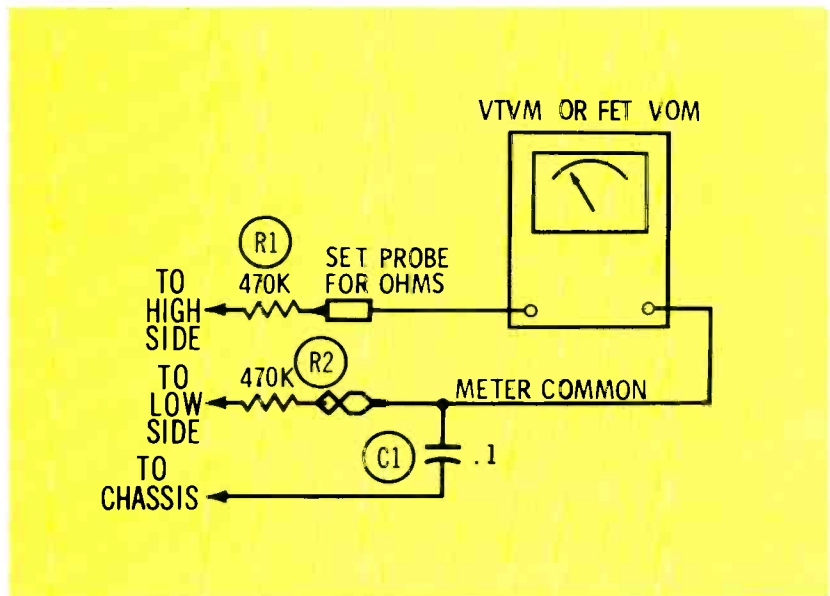 VTVM OR FET VOM
R1
SET PROBE
FOR OHMS
470K
TO
HIGH
SIDE
R2
470K
TO
LOW
SIDE
METER COMMON
C1
.1
TO
CHASSIS